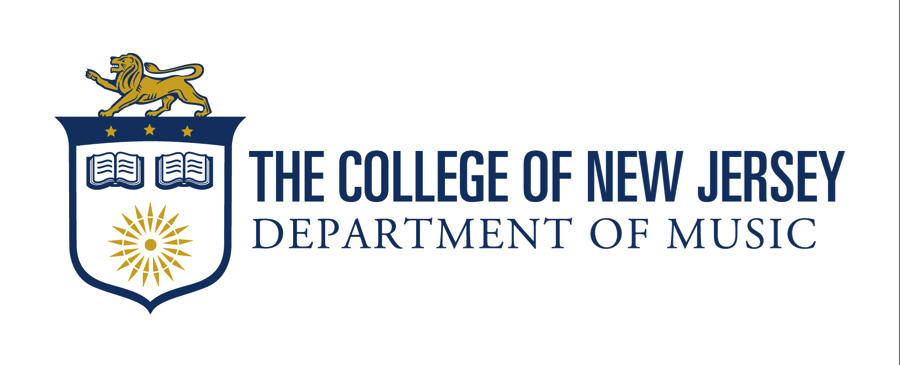 THE COLLEGE OF NEW JERSEY
DEPARTMENT OF MUSIC